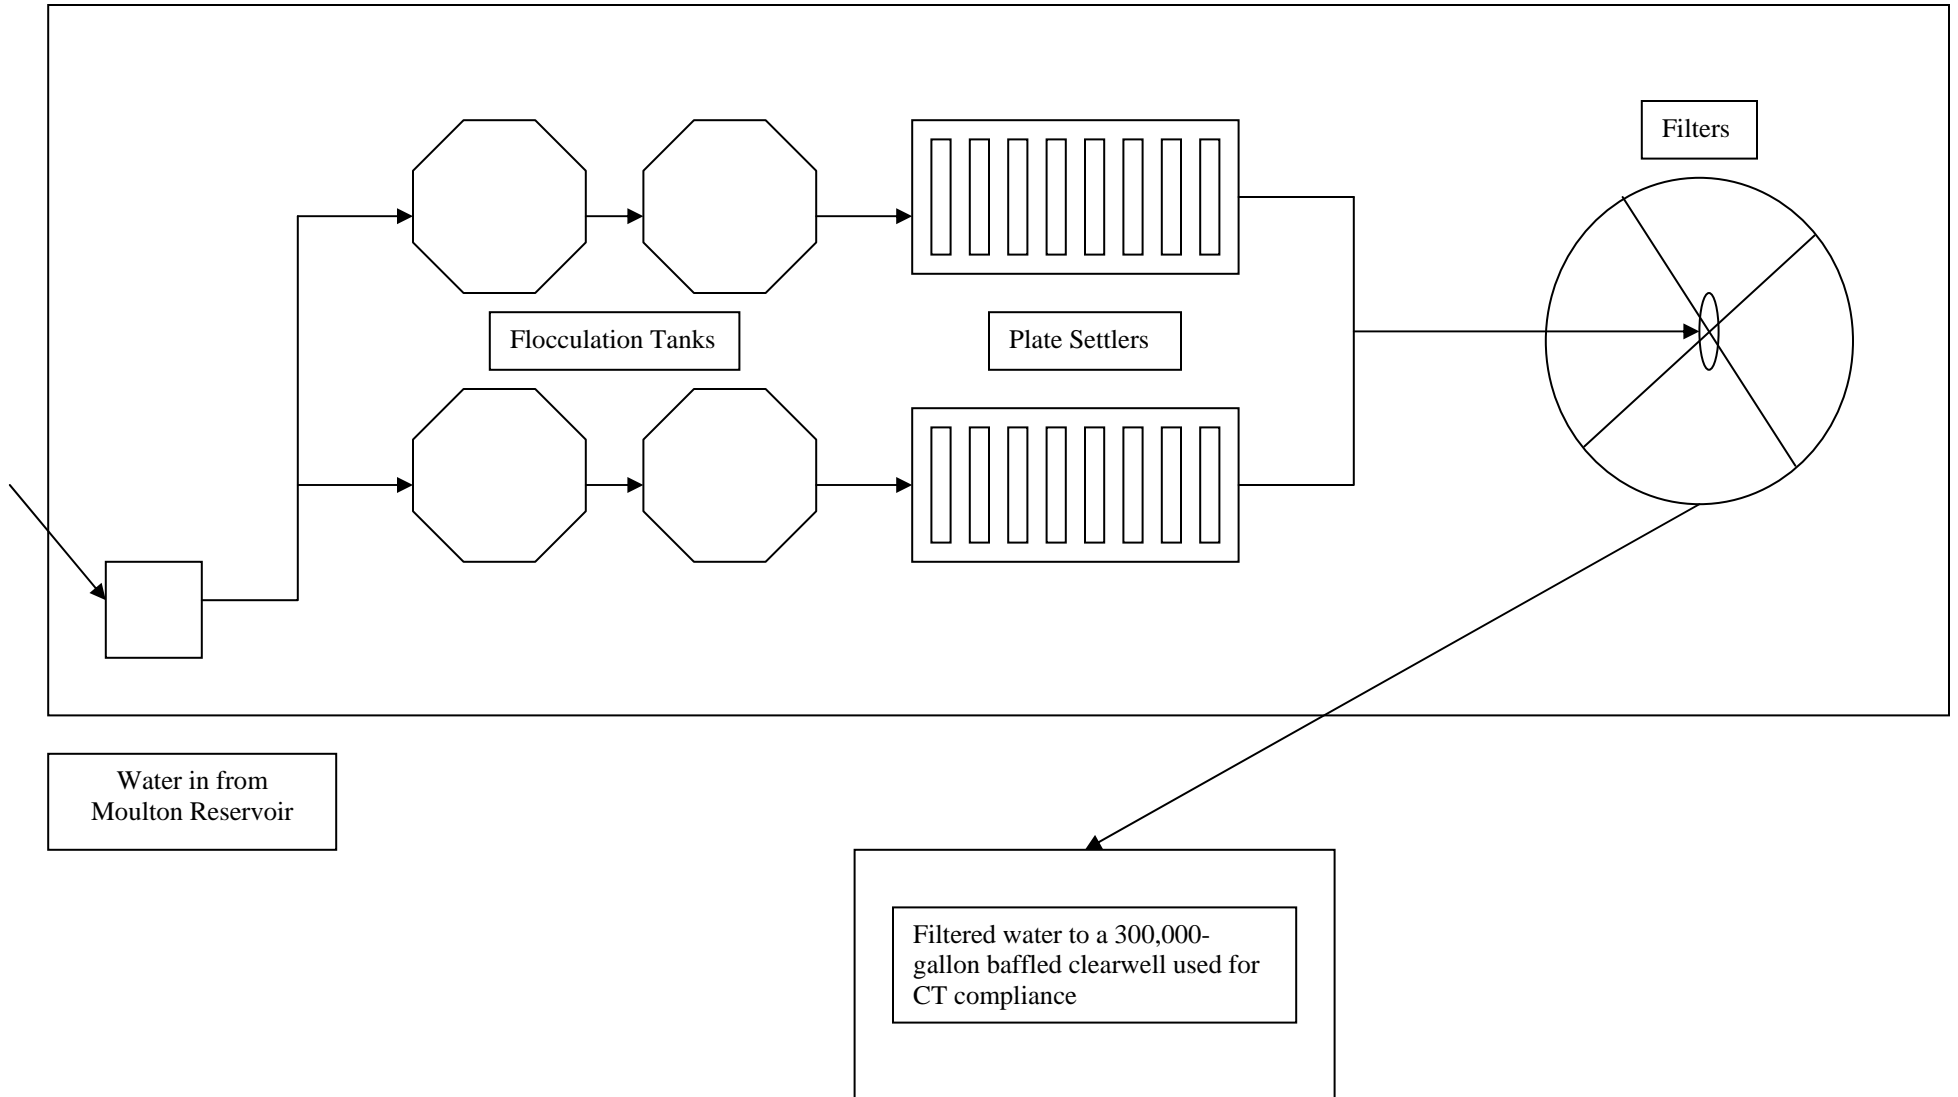 Filters
Flocculation Tanks
Plate Settlers
Water in from
Moulton Reservoir
Filtered water to a 300,000-
gallon baffled clearwell used for
CT compliance